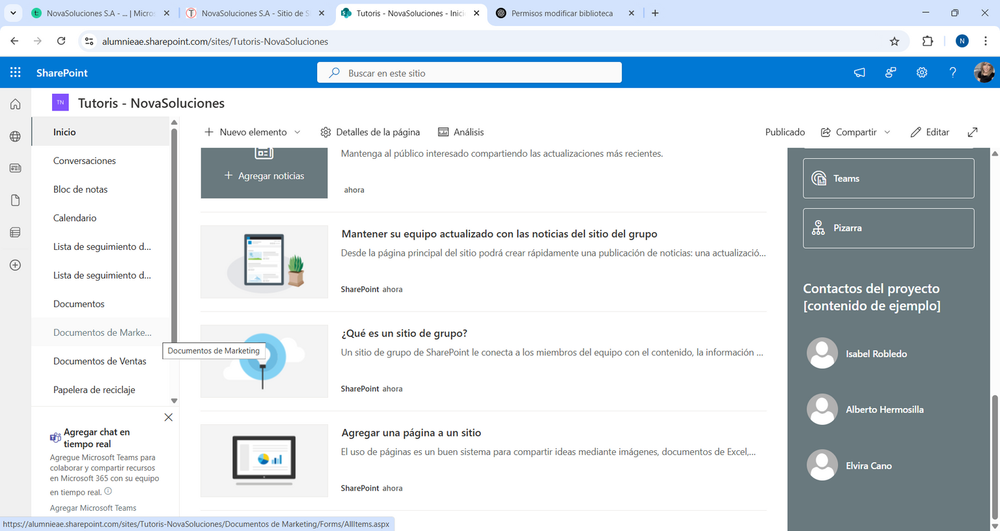 NovaSoluciones S.A - ... | Micros
NovaSoluciones S.A - Sitio de S
Tutoris - NovaSoluciones - Inici
Permisos modificar biblioteca
alumnieae.sharepoint.com/sites/Tutoris-NovaSoluciones
N
SharePoint
Buscar en este sitio
TN
Tutoris - NovaSoluciones
Inicio
Conversaciones
Bloc de notas
Calendario
Lista de seguimiento d...
Lista de seguimiento d...
Documentos
Documentos de Marke...
Documentos de Ventas
Papelera de reciclaje
Documentos de Marketing
Agregar chat en
tiempo real
Agregue Microsoft Teams para
colaborar y compartir recursos
en Microsoft 365 con su equipo
en tiempo real.
Agregar Microsoft Teams
https://alumnieae.sharepoint.com/sites/Tutoris-NovaSoluciones/Documentos de Marketing/Forms/AllItems.aspx
Nuevo elemento
Detalles de la página
Análisis
Publicado
Compartir
Editar
Agregar noticias
Mantenga al público interesado compartiendo las actualizaciones más recientes.
ahora
Mantener su equipo actualizado con las noticias del sitio del grupo
Desde la página principal del sitio podrá crear rápidamente una publicación de noticias: una actualizació...
SharePoint ahora
¿Qué es un sitio de grupo?
Un sitio de grupo de SharePoint le conecta a los miembros del equipo con el contenido, la información ...
SharePoint ahora
Agregar una página a un sitio
El uso de páginas es un buen sistema para compartir ideas mediante imágenes, documentos de Excel,...
SharePoint ahora
Teams
Pizarra
Contactos del proyecto
[contenido de ejemplo]
Isabel Robledo
Alberto Hermosilla
Elvira Cano